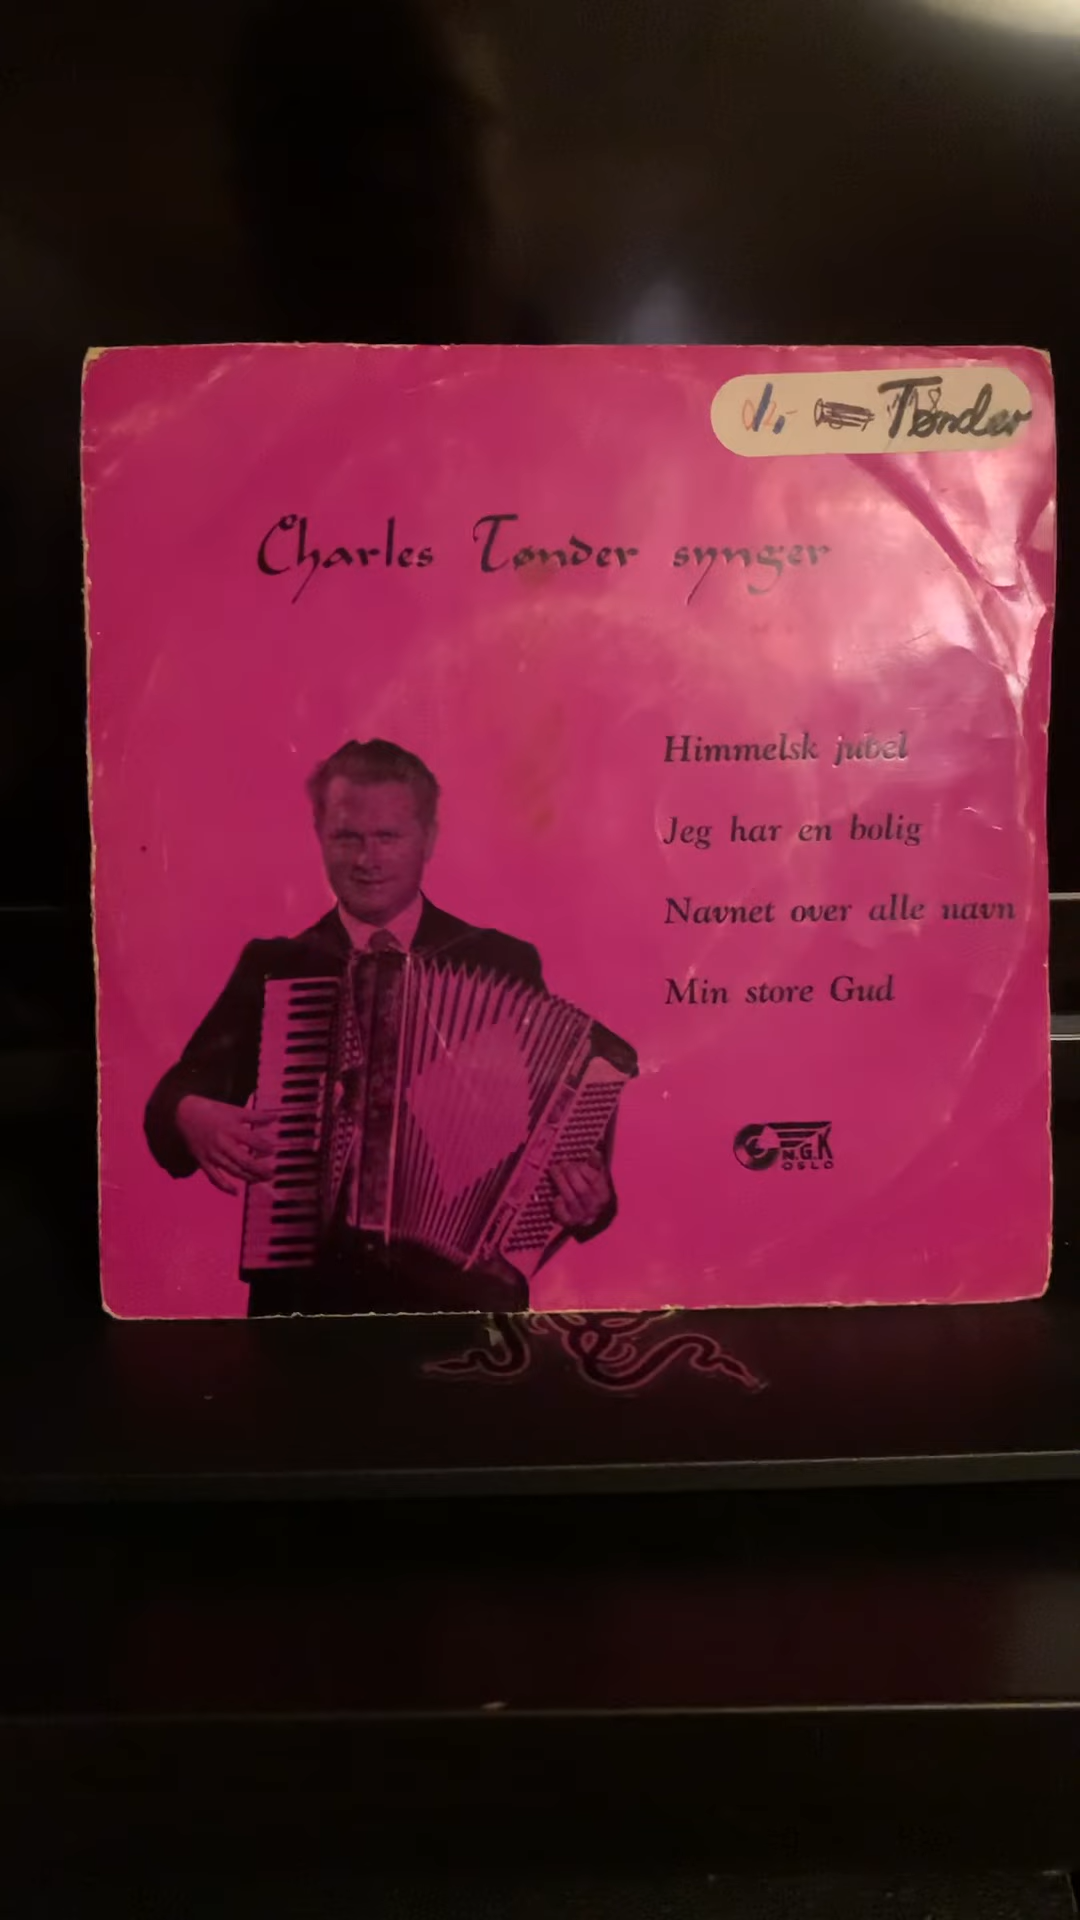 Tønder
Charles Tønder synger
Himmelsk jubel
Jeg har en bolig
Navnet over alle navn
Min store Gud
N.G.K
OSLO